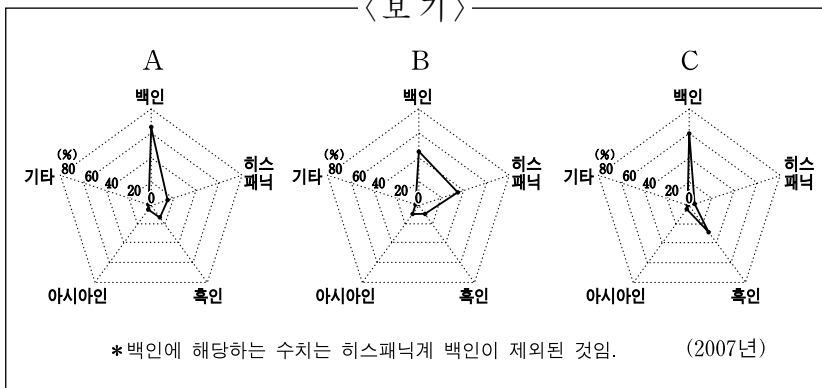 〈보 기〉
A
백인
(%)
80
60
40
20
0
기타
히스
패닉
아시아인
흑인
B
백인
(%)
80
60
40
20
0
기타
히스
패닉
아시아인
흑인
C
백인
(%)
80
60
40
20
0
기타
히스
패닉
아시아인
흑인
*백인에 해당하는 수치는 히스패닉계 백인이 제외된 것임. (2007년)